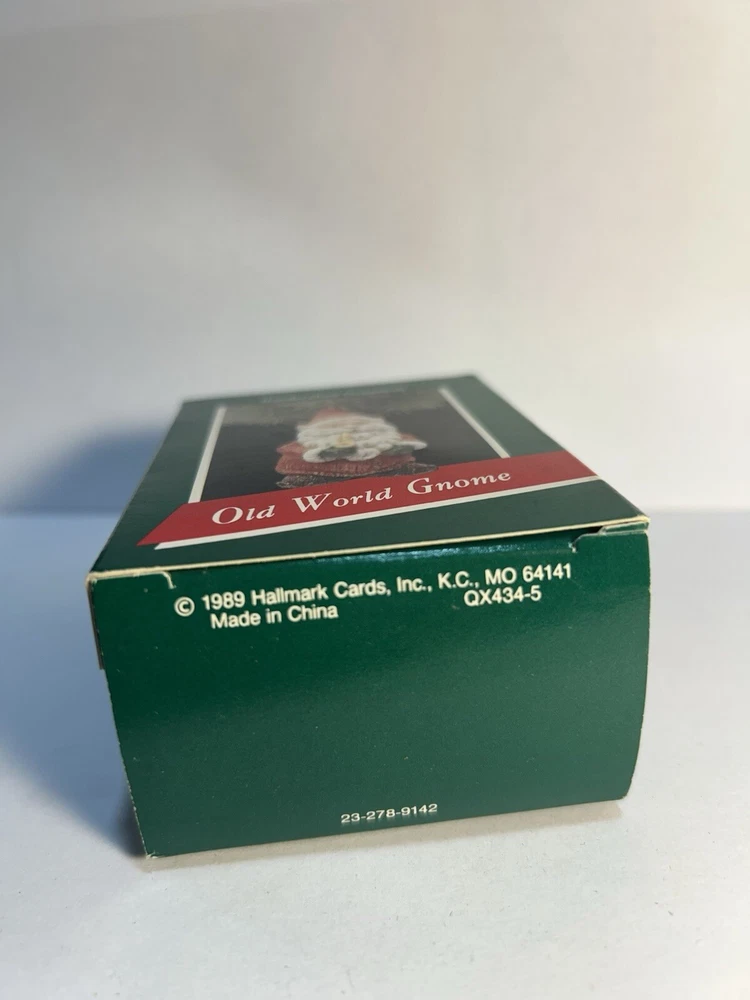 Old World Gnome
© 1989 Hallmark Cards, Inc., K.C., MO 64141
Made in China QX434-5
23-278-9142